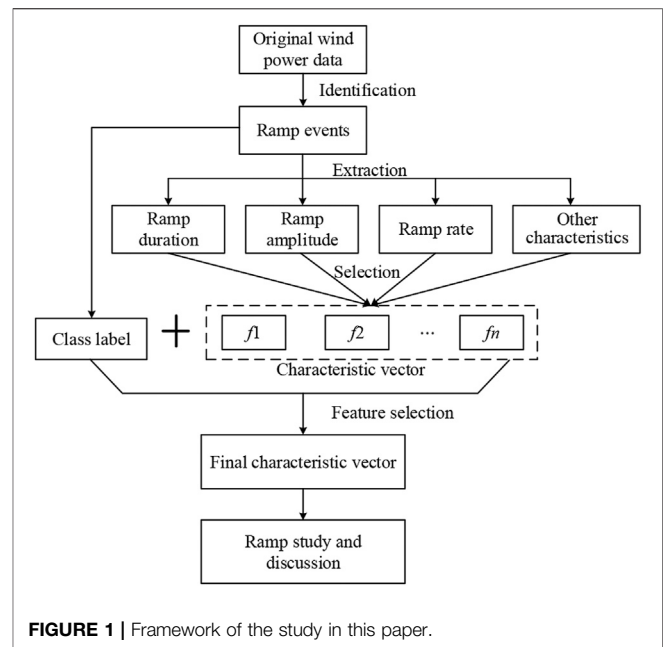 Original wind
power data
Identification
Ramp events
Extraction
Ramp
duration
Ramp
amplitude
Ramp rate
Other
characteristics
Selection
Class label
+
f1
f2
...
fn
Characteristic vector
Feature selection
Final characteristic vector
Ramp study and
discussion
FIGURE 1 | Framework of the study in this paper.